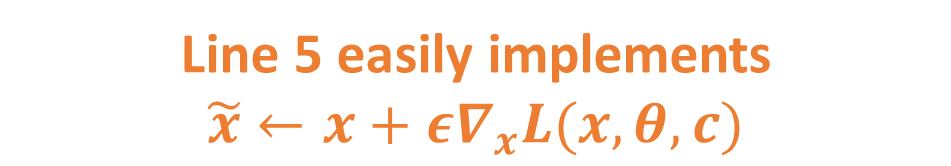 Line 5 easily implements
x̃ ← x + ϵ∇ₓL(x, θ, c)